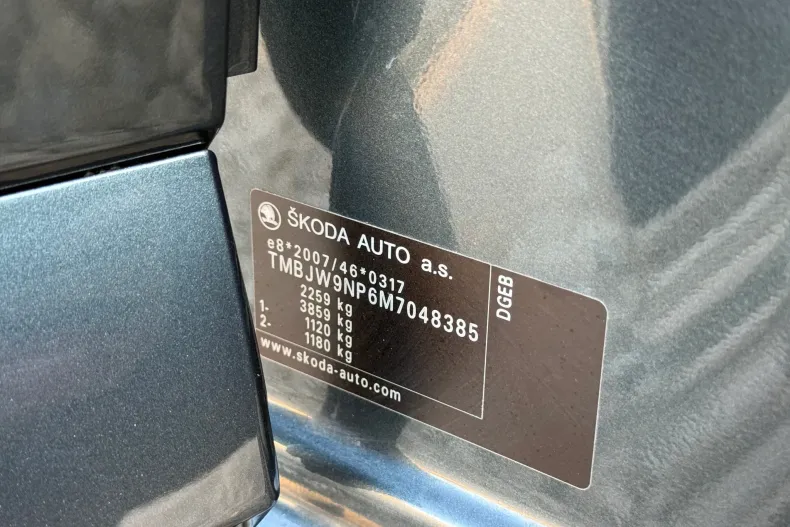 ŠKODA AUTO a.s.
e8*2007/46*0317
TMBJW9NP6M7048385
2259 kg
1- 3859 kg
2- 1120 kg
1180 kg
www.skoda-auto.com
DGEB